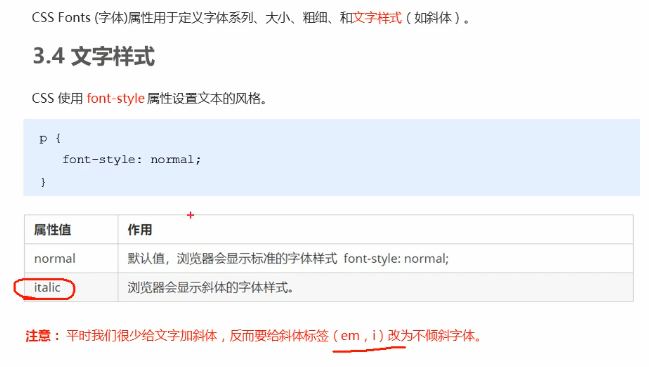 CSS Fonts (字体)属性用于定义字体系列、大小、粗细、和文字样式（如斜体）。
3.4 文字样式
CSS 使用 font-style 属性设置文本的风格。
p {
font-style: normal;
}
属性值 作用
normal 默认值，浏览器会显示标准的字体样式 font-style: normal;
italic 浏览器会显示斜体的字体样式。
注意： 平时我们很少给文字加斜体，反而要给斜体标签（em，i）改为不倾斜字体。